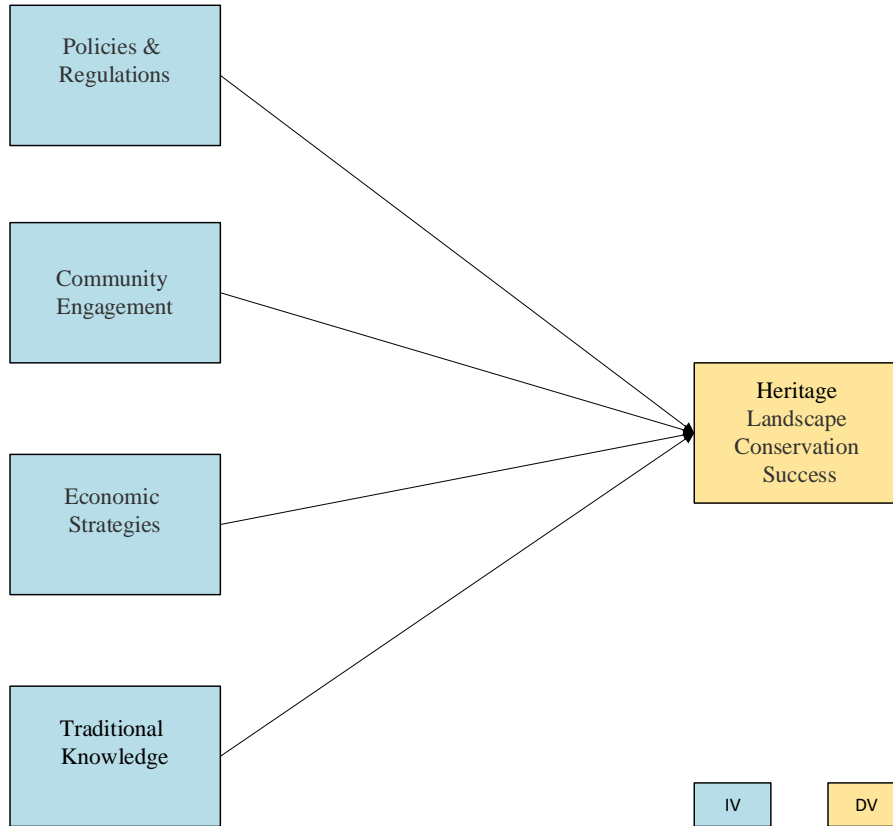 Policies &
Regulations
Community
Engagement
Heritage
Landscape
Conservation
Success
Economic
Strategies
Traditional
Knowledge
IV
DV